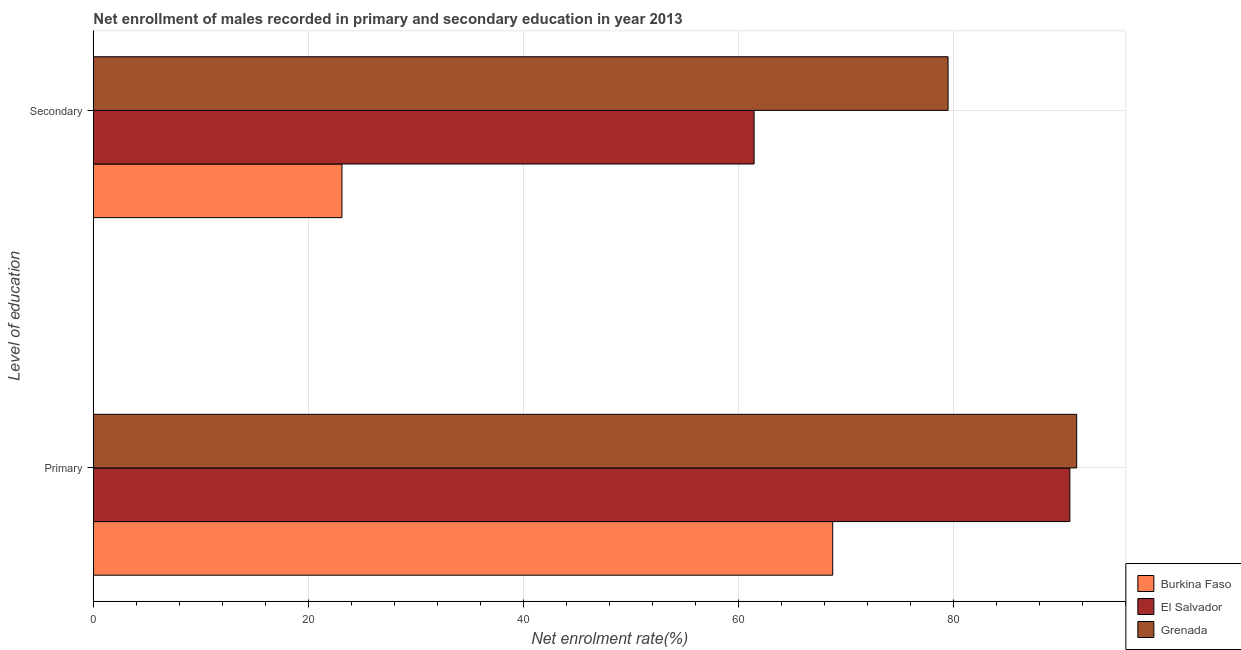 Net enrollment of males recorded in primary and secondary education in year 2013
Level of education
Secondary
Primary
0
20
40
60
80
Net enrolment rate(%)
Burkina Faso
El Salvador
Grenada